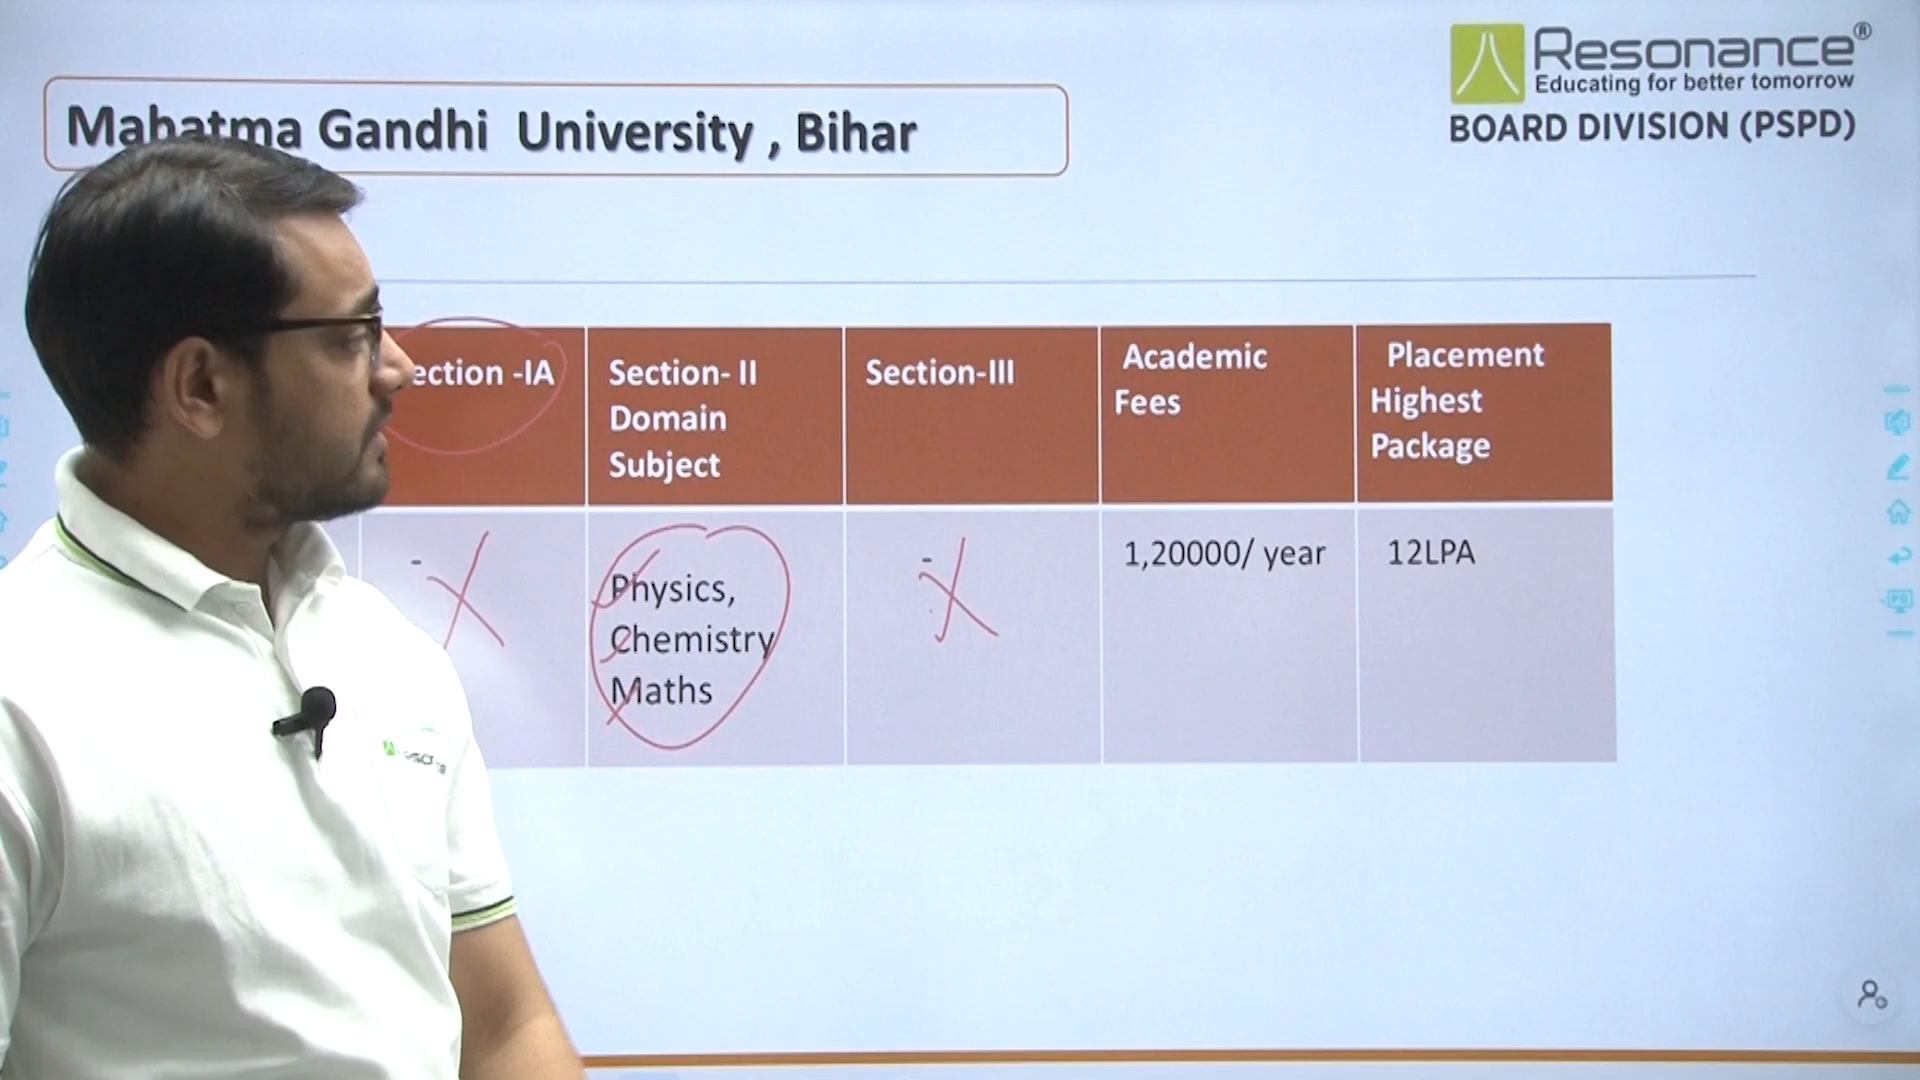 Resonance®
Educating for better tomorrow
BOARD DIVISION (PSPD)
Mahatma Gandhi University , Bihar
ection -IA
Section- II
Domain
Subject
Section-III
Academic
Fees
Placement
Highest
Package
-
Physics,
Chemistry
Maths
-
1,20000/ year
12LPA